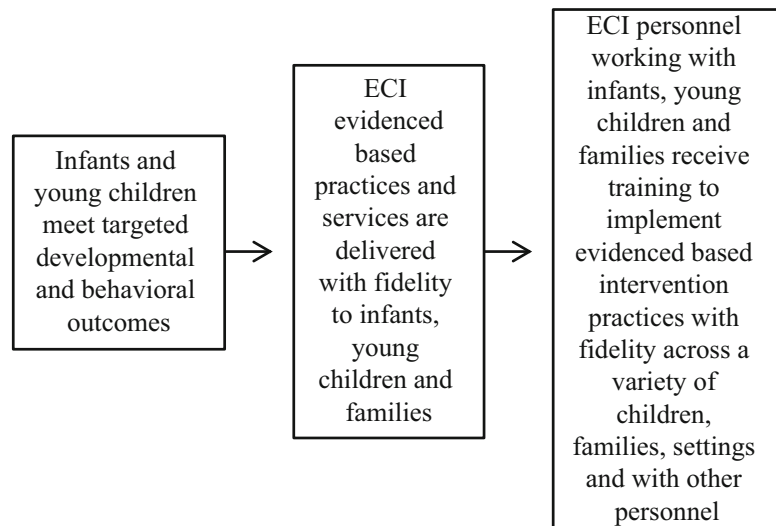 Infants and
young children
meet targeted
developmental
and behavioral
outcomes
ECI
evidenced
based
practices and
services are
delivered
with fidelity
to infants,
young
children and
families
ECI personnel
working with
infants, young
children and
families receive
training to
implement
evidenced based
intervention
practices with
fidelity across a
variety of
children,
families, settings
and with other
personnel